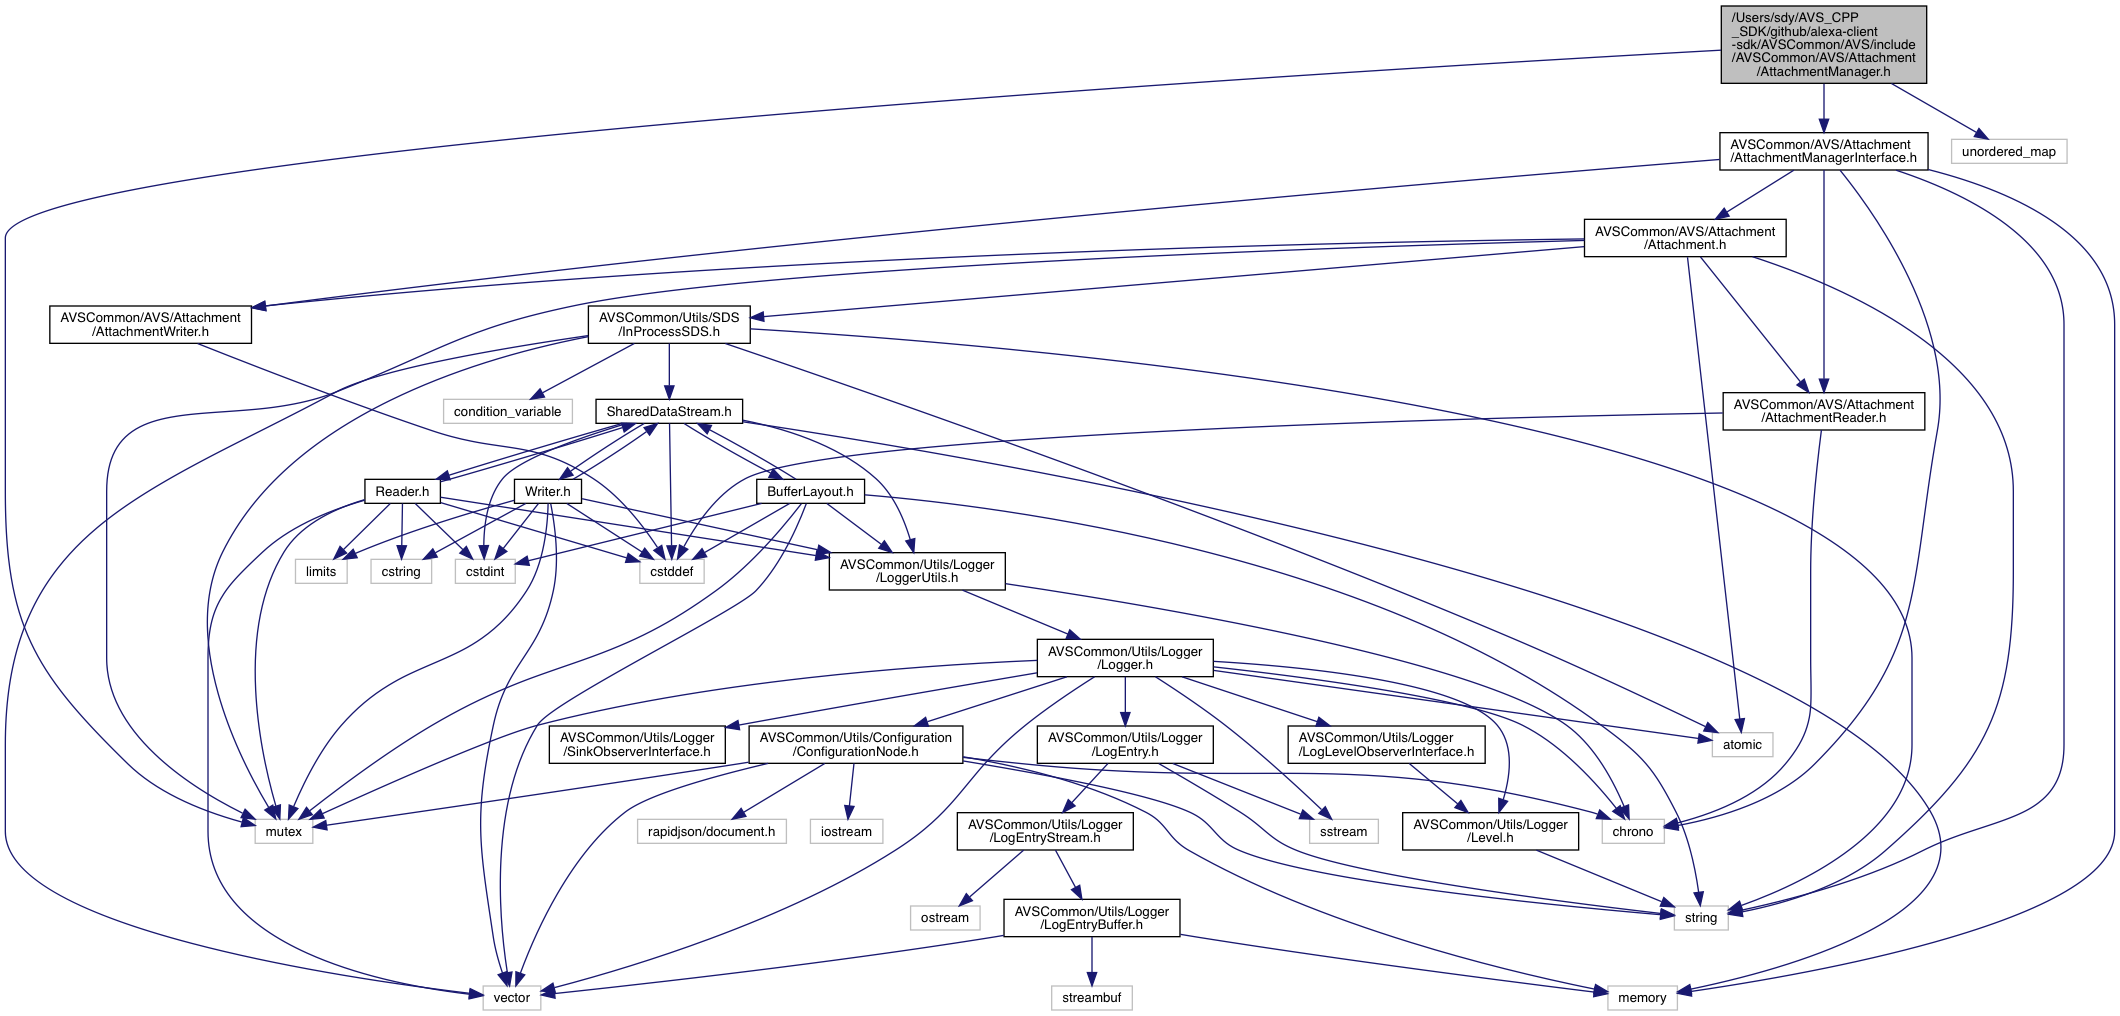 /Users/sdy/AVS_CPP
_SDK/github/alexa-client
-sdk/AVSCommon/AVS/include
/AVSCommon/AVS/Attachment
/AttachmentManager.h
AVSCommon/AVS/Attachment
/AttachmentManagerInterface.h
unordered_map
AVSCommon/AVS/Attachment
/Attachment.h
AVSCommon/AVS/Attachment
/AttachmentWriter.h
AVSCommon/Utils/SDS
/InProcessSDS.h
condition_variable
SharedDataStream.h
AVSCommon/AVS/Attachment
/AttachmentReader.h
Reader.h
Writer.h
BufferLayout.h
limits
cstring
cstdint
cstddef
AVSCommon/Utils/Logger
/LoggerUtils.h
AVSCommon/Utils/Logger
/Logger.h
AVSCommon/Utils/Logger
/SinkObserverInterface.h
AVSCommon/Utils/Configuration
/ConfigurationNode.h
AVSCommon/Utils/Logger
/LogEntry.h
AVSCommon/Utils/Logger
/LogLevelObserverInterface.h
atomic
mutex
rapidjson/document.h
iostream
AVSCommon/Utils/Logger
/LogEntryStream.h
sstream
AVSCommon/Utils/Logger
/Level.h
chrono
ostream
AVSCommon/Utils/Logger
/LogEntryBuffer.h
string
vector
streambuf
memory